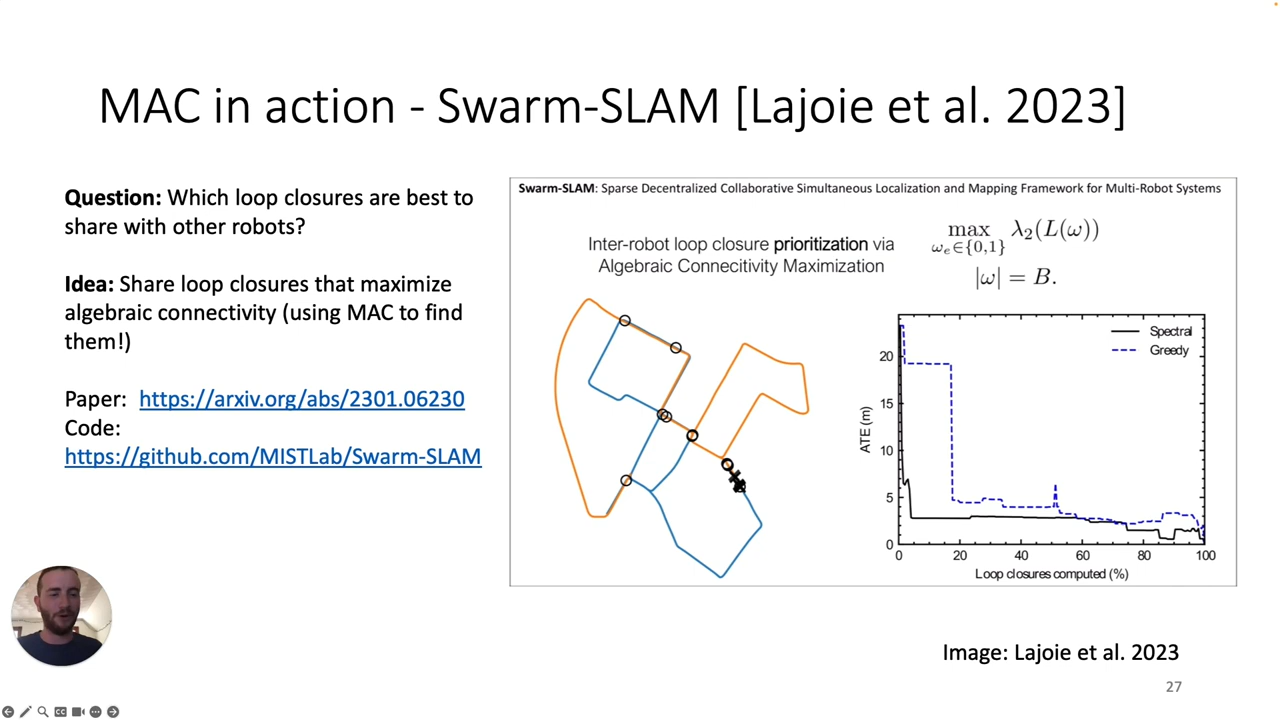 MAC in action - Swarm-SLAM [Lajoie et al. 2023]
Question: Which loop closures are best to
share with other robots?
Idea: Share loop closures that maximize
algebraic connectivity (using MAC to find
them!)
Paper: https://arxiv.org/abs/2301.06230
Code:
https://github.com/MISTLab/Swarm-SLAM
Swarm-SLAM: Sparse Decentralized Collaborative Simultaneous Localization and Mapping Framework for Multi-Robot Systems
Inter-robot loop closure prioritization via
Algebraic Connecitivity Maximization
max λ₂(L(ω))
ωₑ∈{0,1}
|ω| = B.
Spectral
Greedy
20
15
10
5
0
ATE (m)
0 20 40 60 80 100
Loop closures computed (%)
Image: Lajoie et al. 2023
27